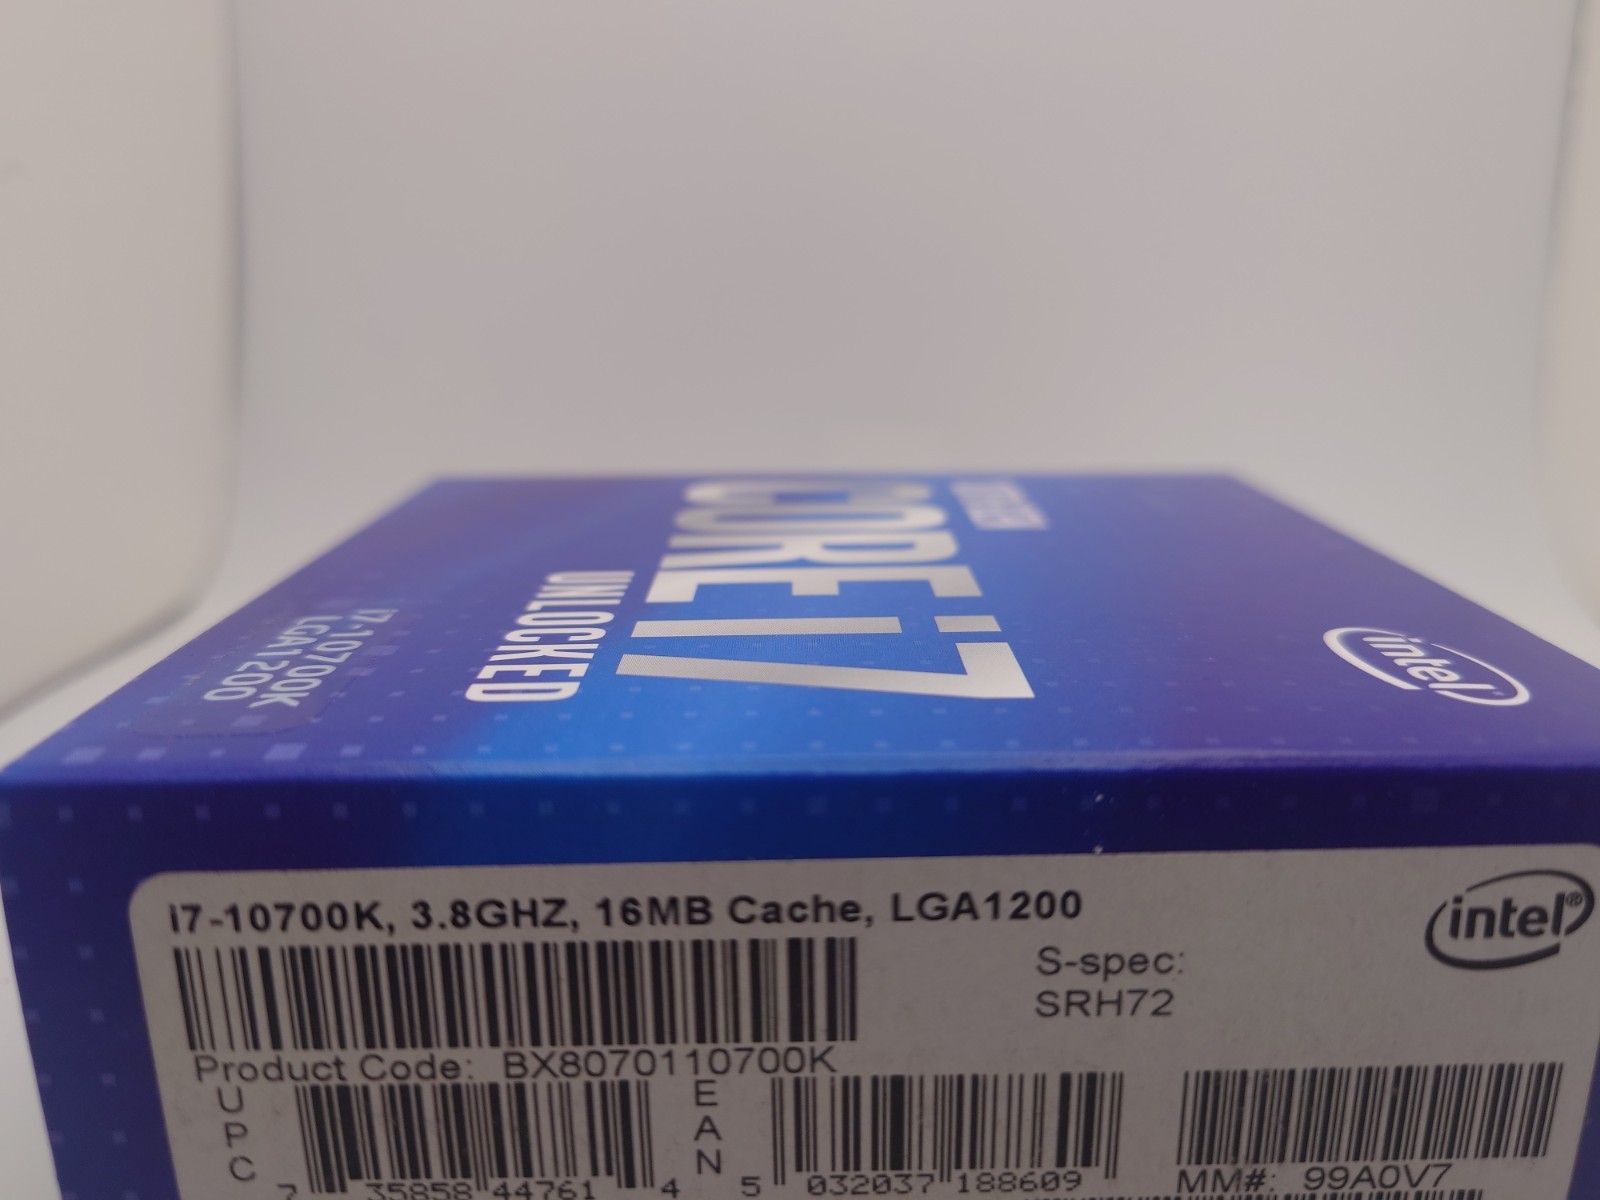 CORE i7
UNLOCKED
i7-10700K
LGA1200
intel
i7-10700K, 3.8GHZ, 16MB Cache, LGA1200
intel®
S-spec:
SRH72
Product Code: BX8070110700K
UPC
7 35858 44761 4
EAN
5 032037 188609
MM#: 99A0V7